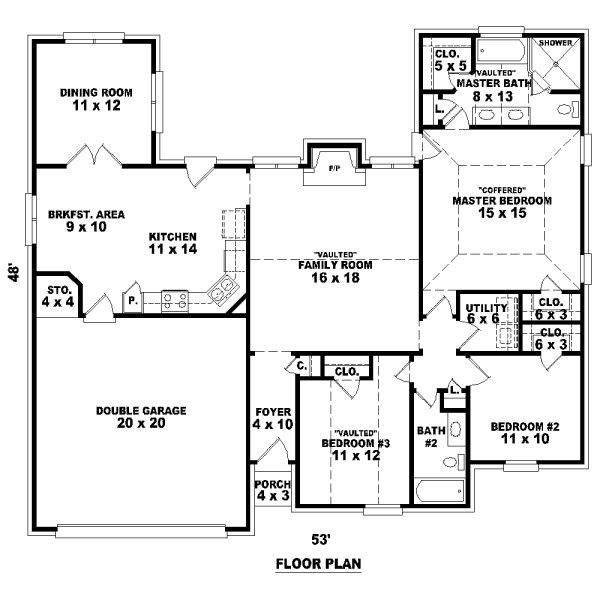 DINING ROOM
11 x 12
CLO.
5 x 5
SHOWER
"VAULTED"
MASTER BATH
8 x 13
L.
F/P
"COFFERED"
MASTER BEDROOM
15 x 15
BRKFST. AREA
9 x 10
KITCHEN
11 x 14
"VAULTED"
FAMILY ROOM
16 x 18
48'
STO.
4 x 4
P.
UTILITY
6 x 6
CLO.
6 x 3
CLO.
6 x 3
C.
CLO.
L.
DOUBLE GARAGE
20 x 20
FOYER
4 x 10
"VAULTED"
BEDROOM #3
11 x 12
BATH
#2
BEDROOM #2
11 x 10
PORCH
4 x 3
53'
FLOOR PLAN